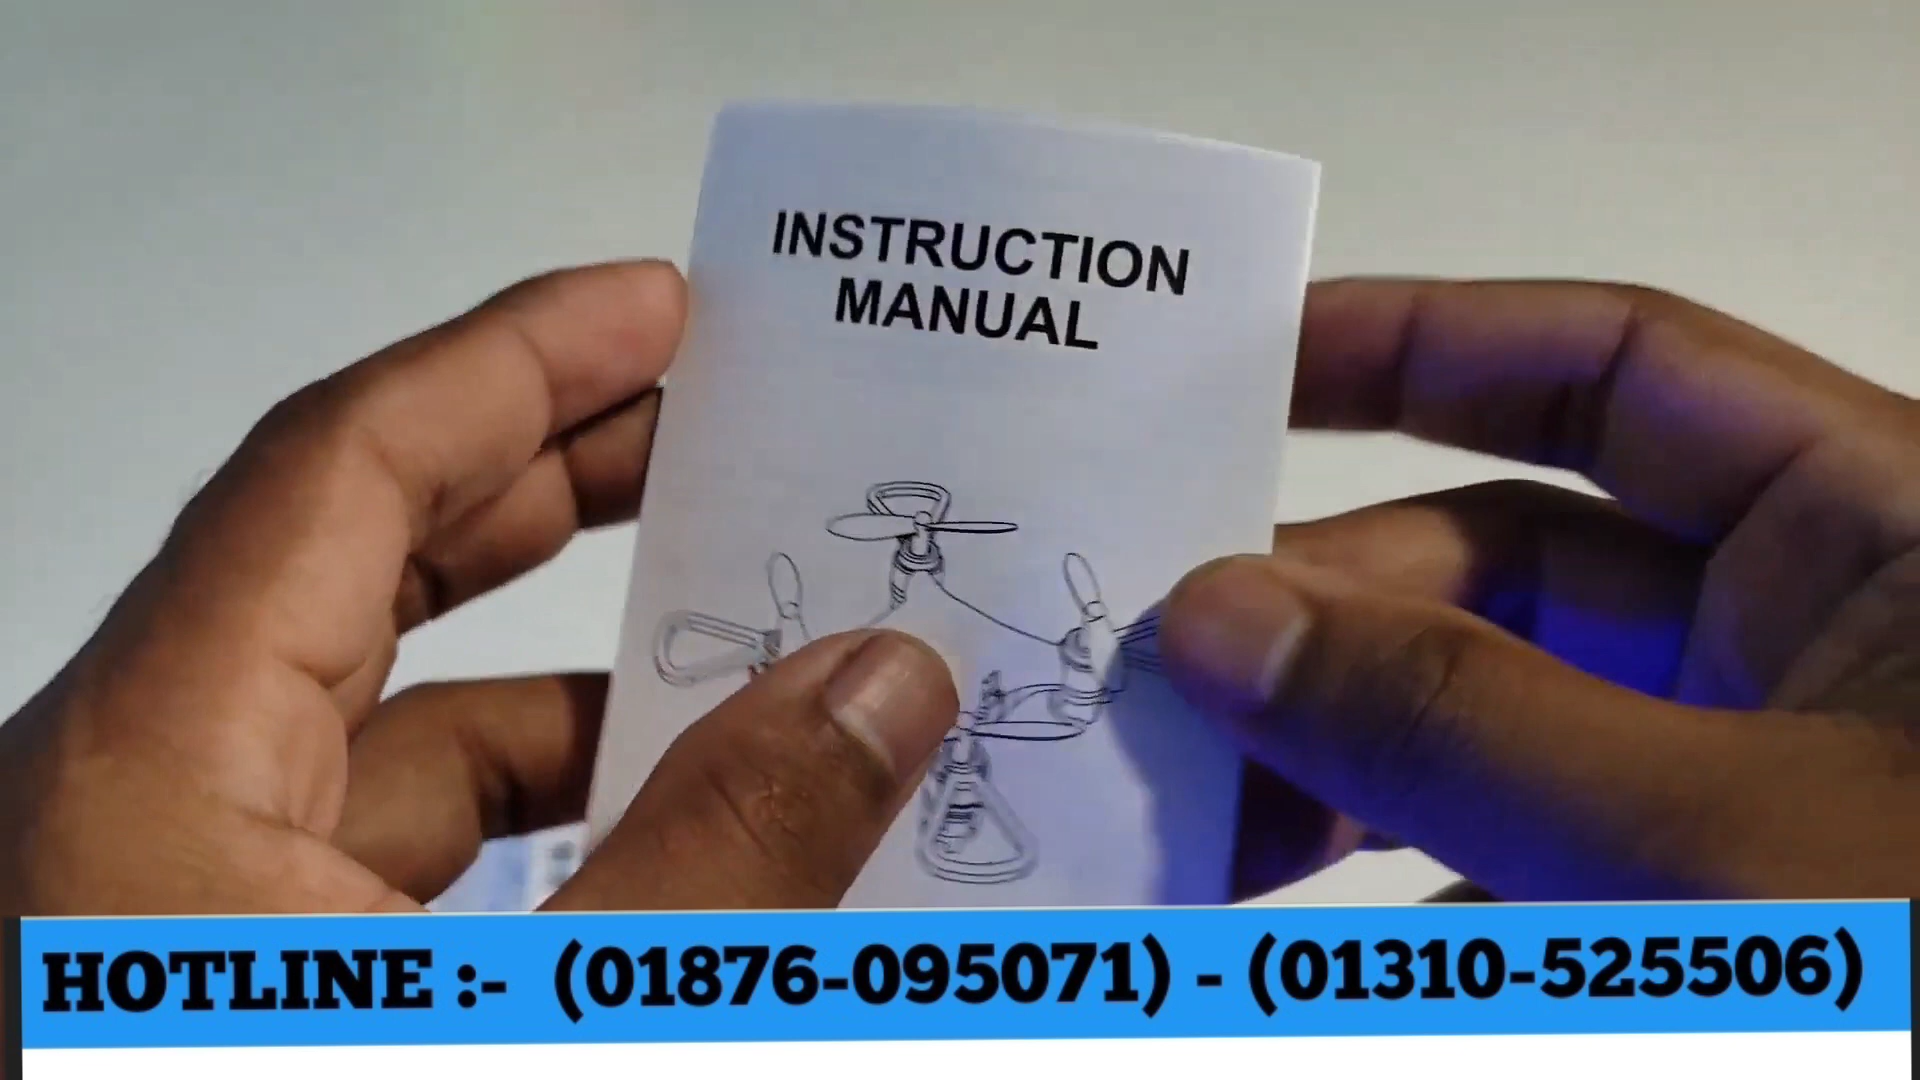 INSTRUCTION
MANUAL
HOTLINE :- (01876-095071) - (01310-525506)